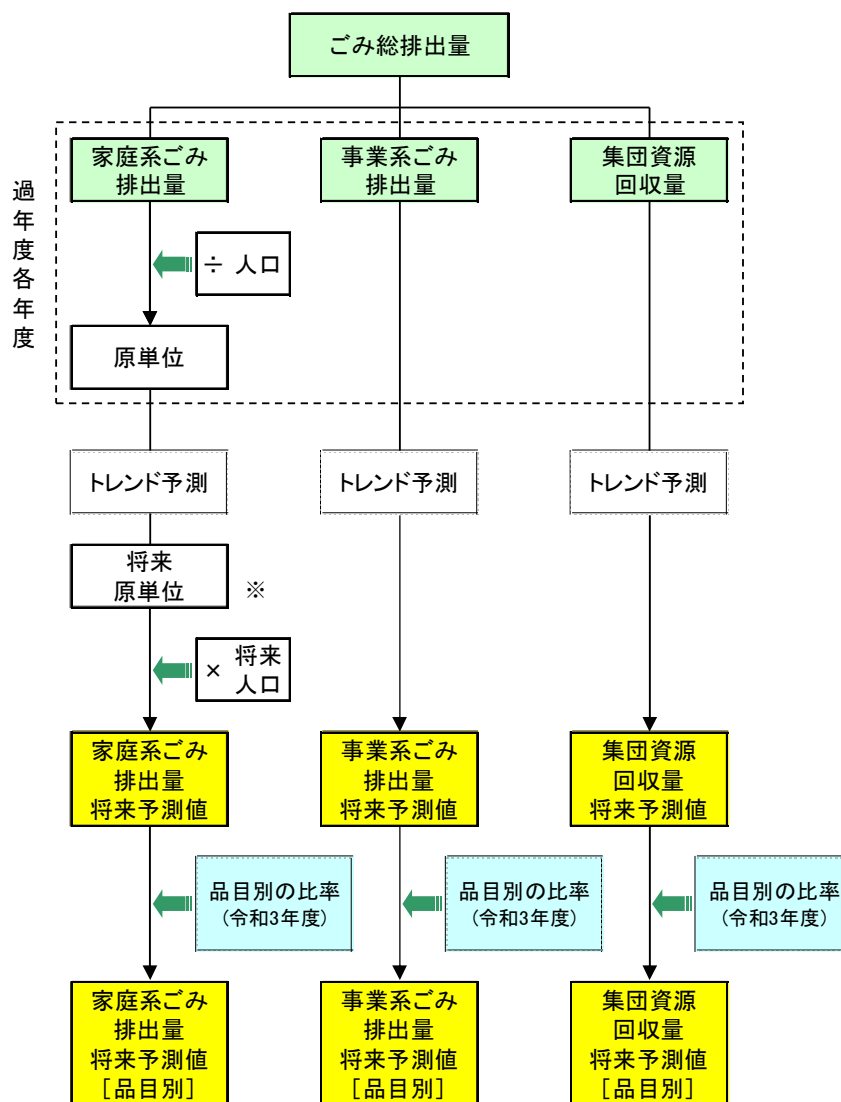 ごみ総排出量
過年度各年度
家庭系ごみ
排出量
事業系ごみ
排出量
集団資源
回収量
÷ 人口
原単位
トレンド予測
トレンド予測
トレンド予測
将来
原単位
※
× 将来
人口
家庭系ごみ
排出量
将来予測値
事業系ごみ
排出量
将来予測値
集団資源
回収量
将来予測値
品目別の比率
(令和3年度)
品目別の比率
(令和3年度)
品目別の比率
(令和3年度)
家庭系ごみ
排出量
将来予測値
[品目別]
事業系ごみ
排出量
将来予測値
[品目別]
集団資源
回収量
将来予測値
[品目別]